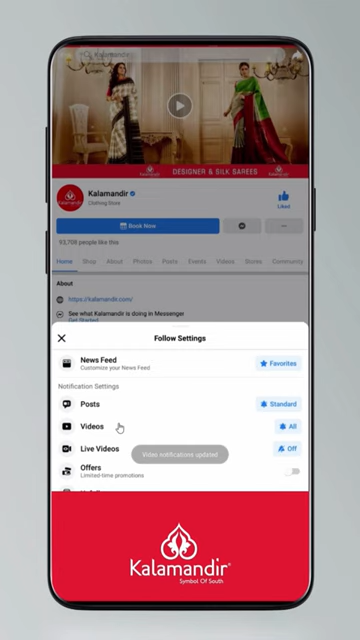 Kalamandir
DESIGNER & SILK SAREES
Kalamandir
Clothing Store
Liked
Book Now
93,708 people like this
Home Shop About Photos Posts Events Videos Stores Community
About
https://kalamandir.com/
See what Kalamandir is doing in Messenger
Get Started
Follow Settings
News Feed
Customize your News Feed
Favorites
Notification Settings
Posts
Standard
Videos
All
Video notifications updated
Live Videos
Off
Offers
Limited-time promotions
Kalamandir
Symbol Of South